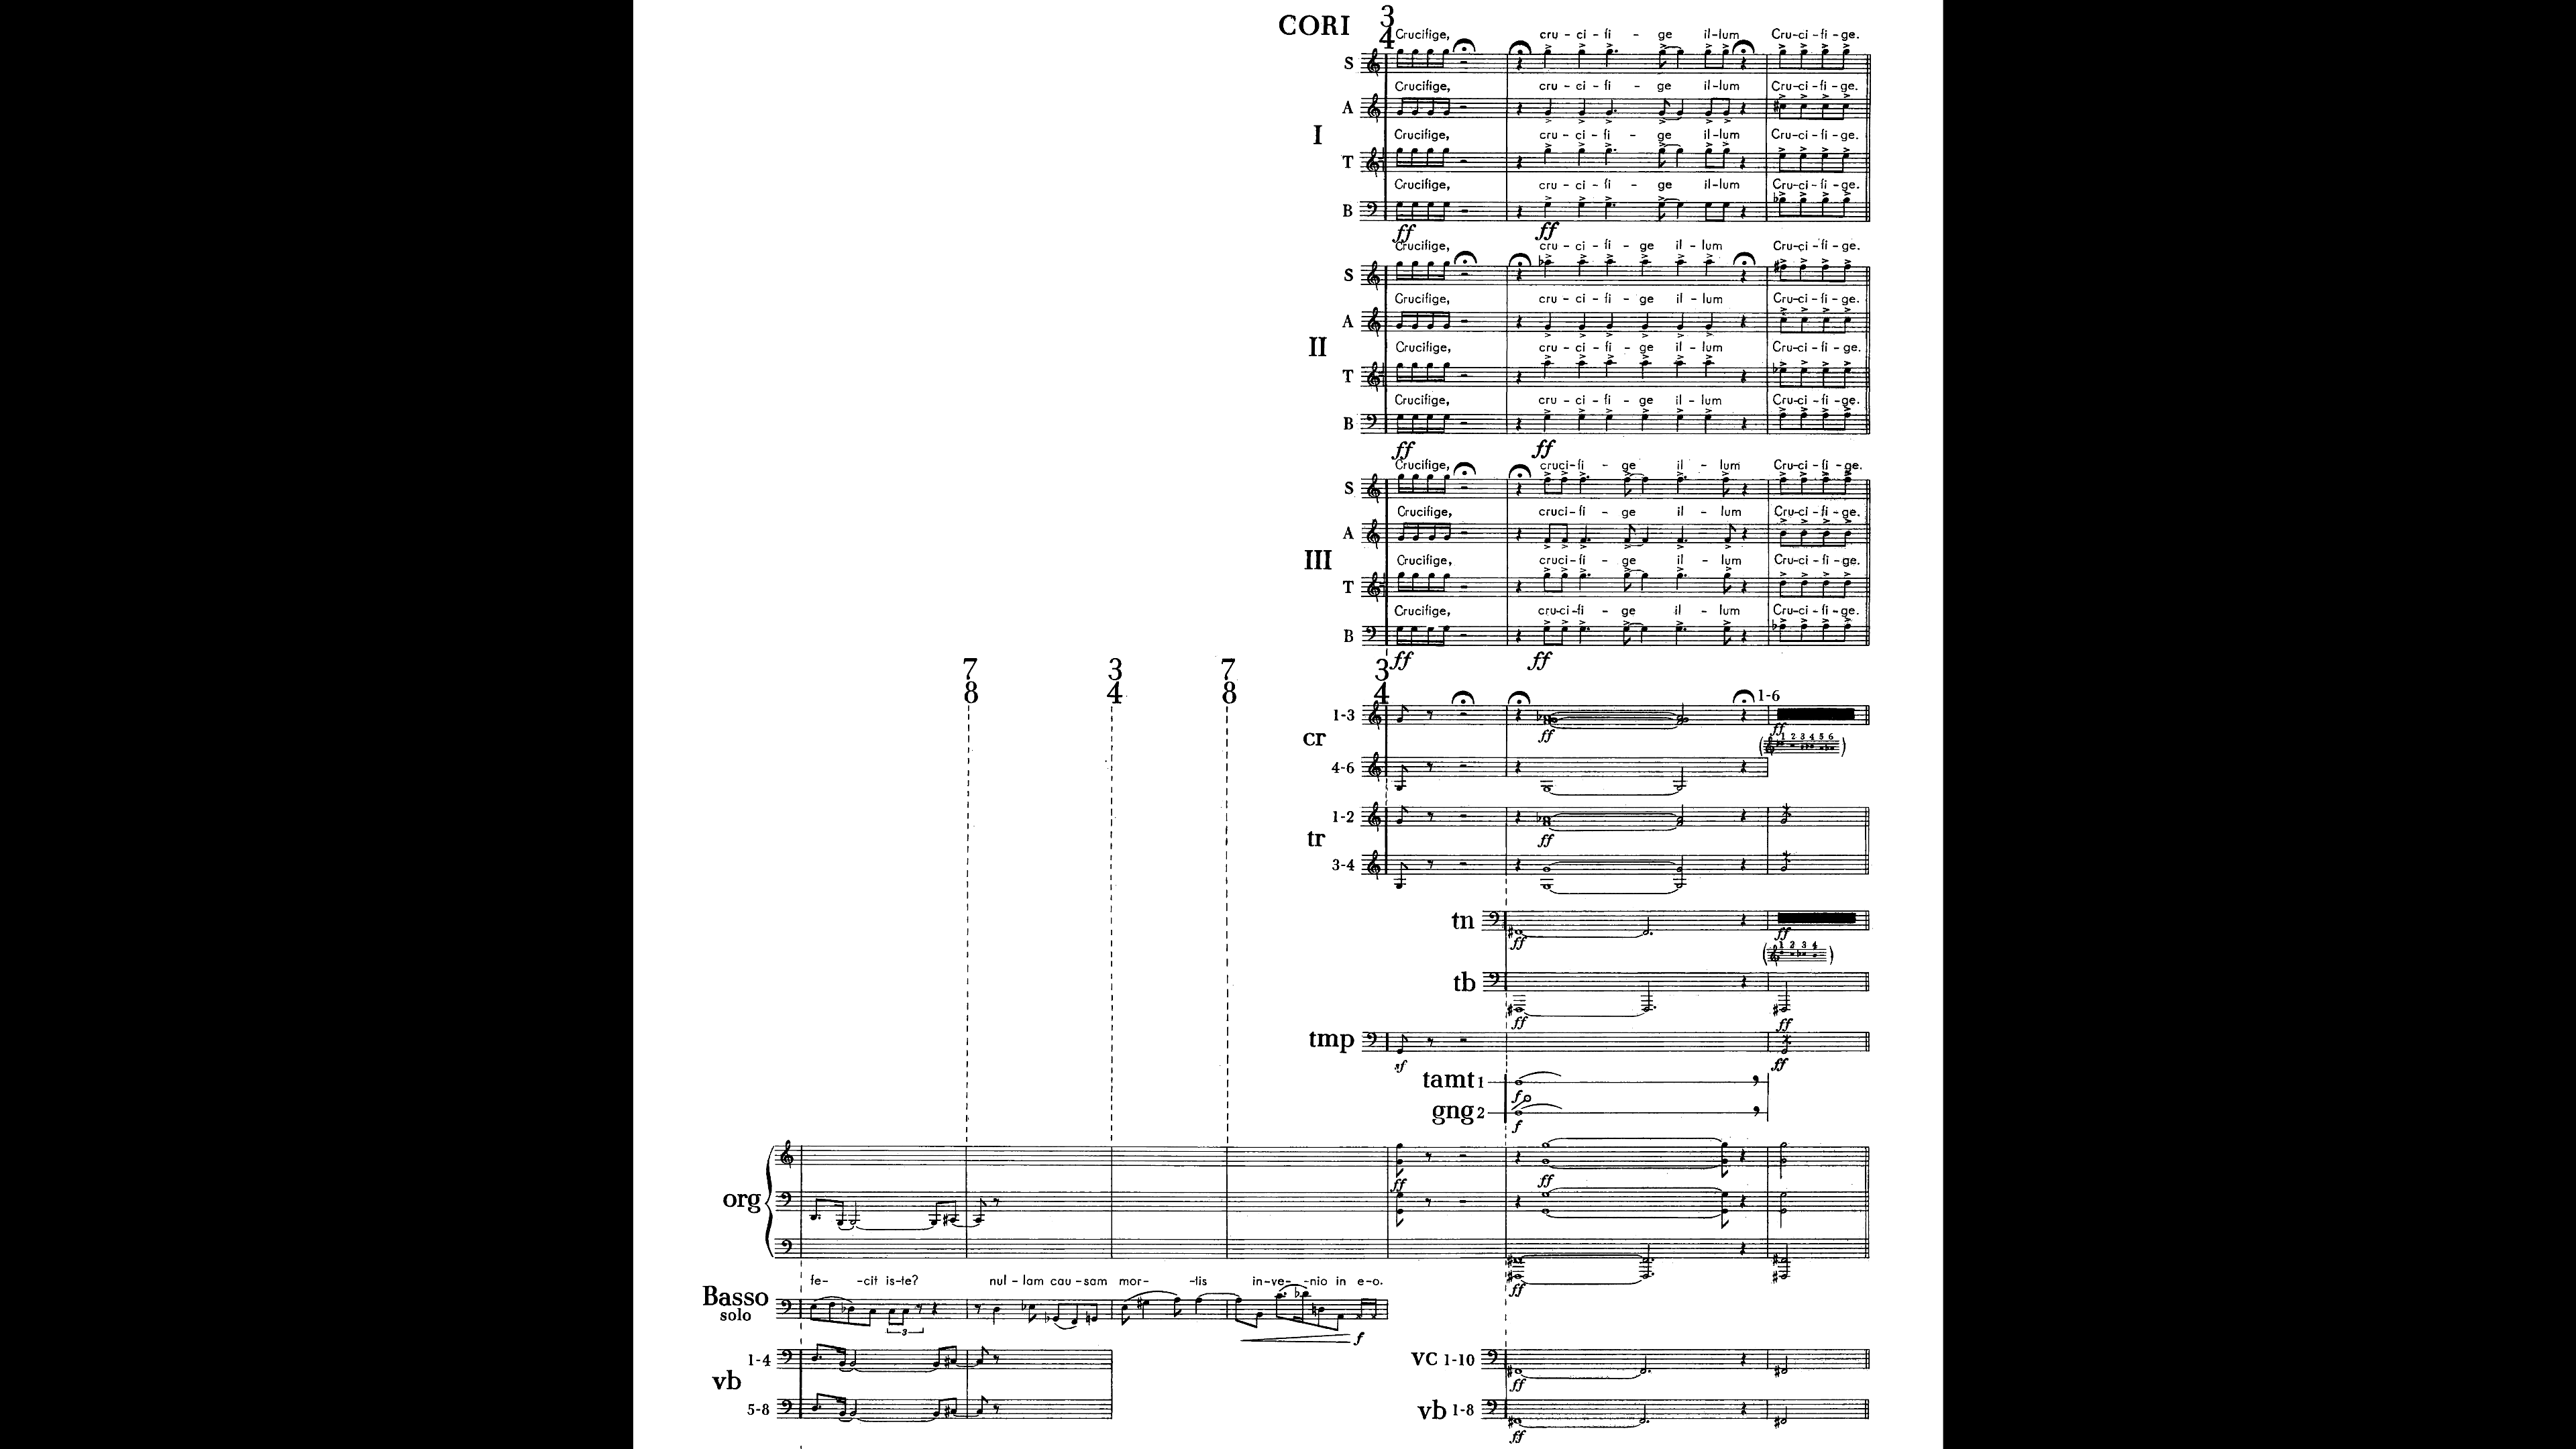 CORI 3
4
Crucifige, cru - ci - fi - ge il-lum Cru-ci-fi-ge.
S
Crucifige, cru - ci - fi - ge il-lum Cru-ci-fi-ge.
A
I
Crucifige, cru - ci - fi - ge il-lum Cru-ci-fi-ge.
T
Crucifige, cru - ci - fi - ge il-lum Cru-ci-fi-ge.
B
ff ff
Crucifige, cru - ci - fi - ge il - lum Cru-ci-fi-ge.
S
Crucifige, cru - ci - fi - ge il - lum Cru-ci-fi-ge.
A
II
Crucifige, cru - ci - fi - ge il - lum Cru-ci-fi-ge.
T
Crucifige, cru - ci - fi - ge il - lum Cru-ci-fi-ge.
B
ff ff
Crucifige, cruci-fi - ge il - lum Cru-ci-fi-ge.
S
Crucifige, cruci-fi - ge il - lum Cru-ci-fi-ge.
A
III
Crucifige, cruci-fi - ge il - lum Cru-ci-fi-ge.
T
Crucifige, cru-ci-fi - ge il - lum Cru-ci-fi-ge.
B
ff ff
7 3 7 3
8 4 8 4
1-6
1-3
ff ff
cr
1 2 3 4 5 6
4-6
1-2
ff
tr
3-4
tn
ff ff
1 2 3 4
tb
ff ff
tmp
sf ff
tamt 1
f
gng 2
f
ff ff
org
ff
fe- -cit is-te? nul - lam cau - sam mor- -tis in-ve- -nio in e-o.
Basso
solo
3
f
1-4 vc 1-10
ff
vb
5-8 vb 1-8
ff